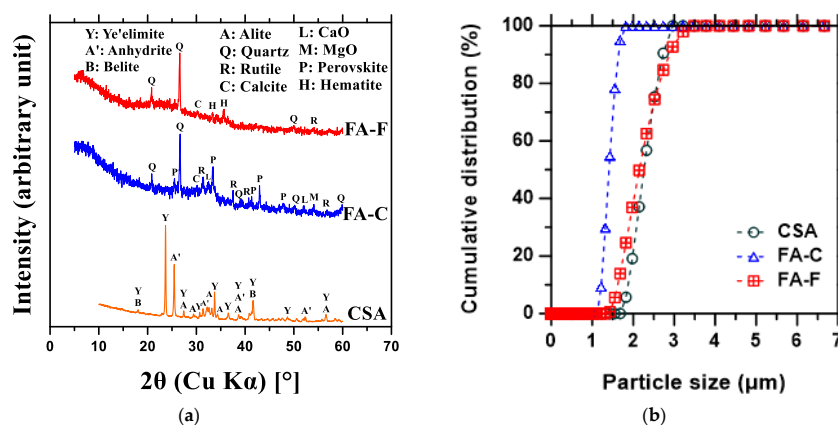 Y: Ye'elimite
A: Alite
L: CaO
A': Anhydrite
Q: Quartz
M: MgO
B: Belite
R: Rutile
P: Perovskite
C: Calcite
H: Hematite
Q
Q
C
H
H
Q
R
FA-F
Q
Q
P
C
R
L
P
R
Q
R
P
P
P
Q
L
M
R
Q
FA-C
Y
A'
Y
B
Y
A
A
Y
A
A'
Y
A
Y
Y
A'
A
Y
B
Y
A'
Y
A
CSA
0 10 20 30 40 50 60 70
2θ (Cu Kα) [°]
Intensity (arbitrary unit)
(a)
100
80
60
40
20
0
CSA
FA-C
FA-F
0 1 2 3 4 5 6 7
Particle size (μm)
Cumulative distribution (%)
(b)